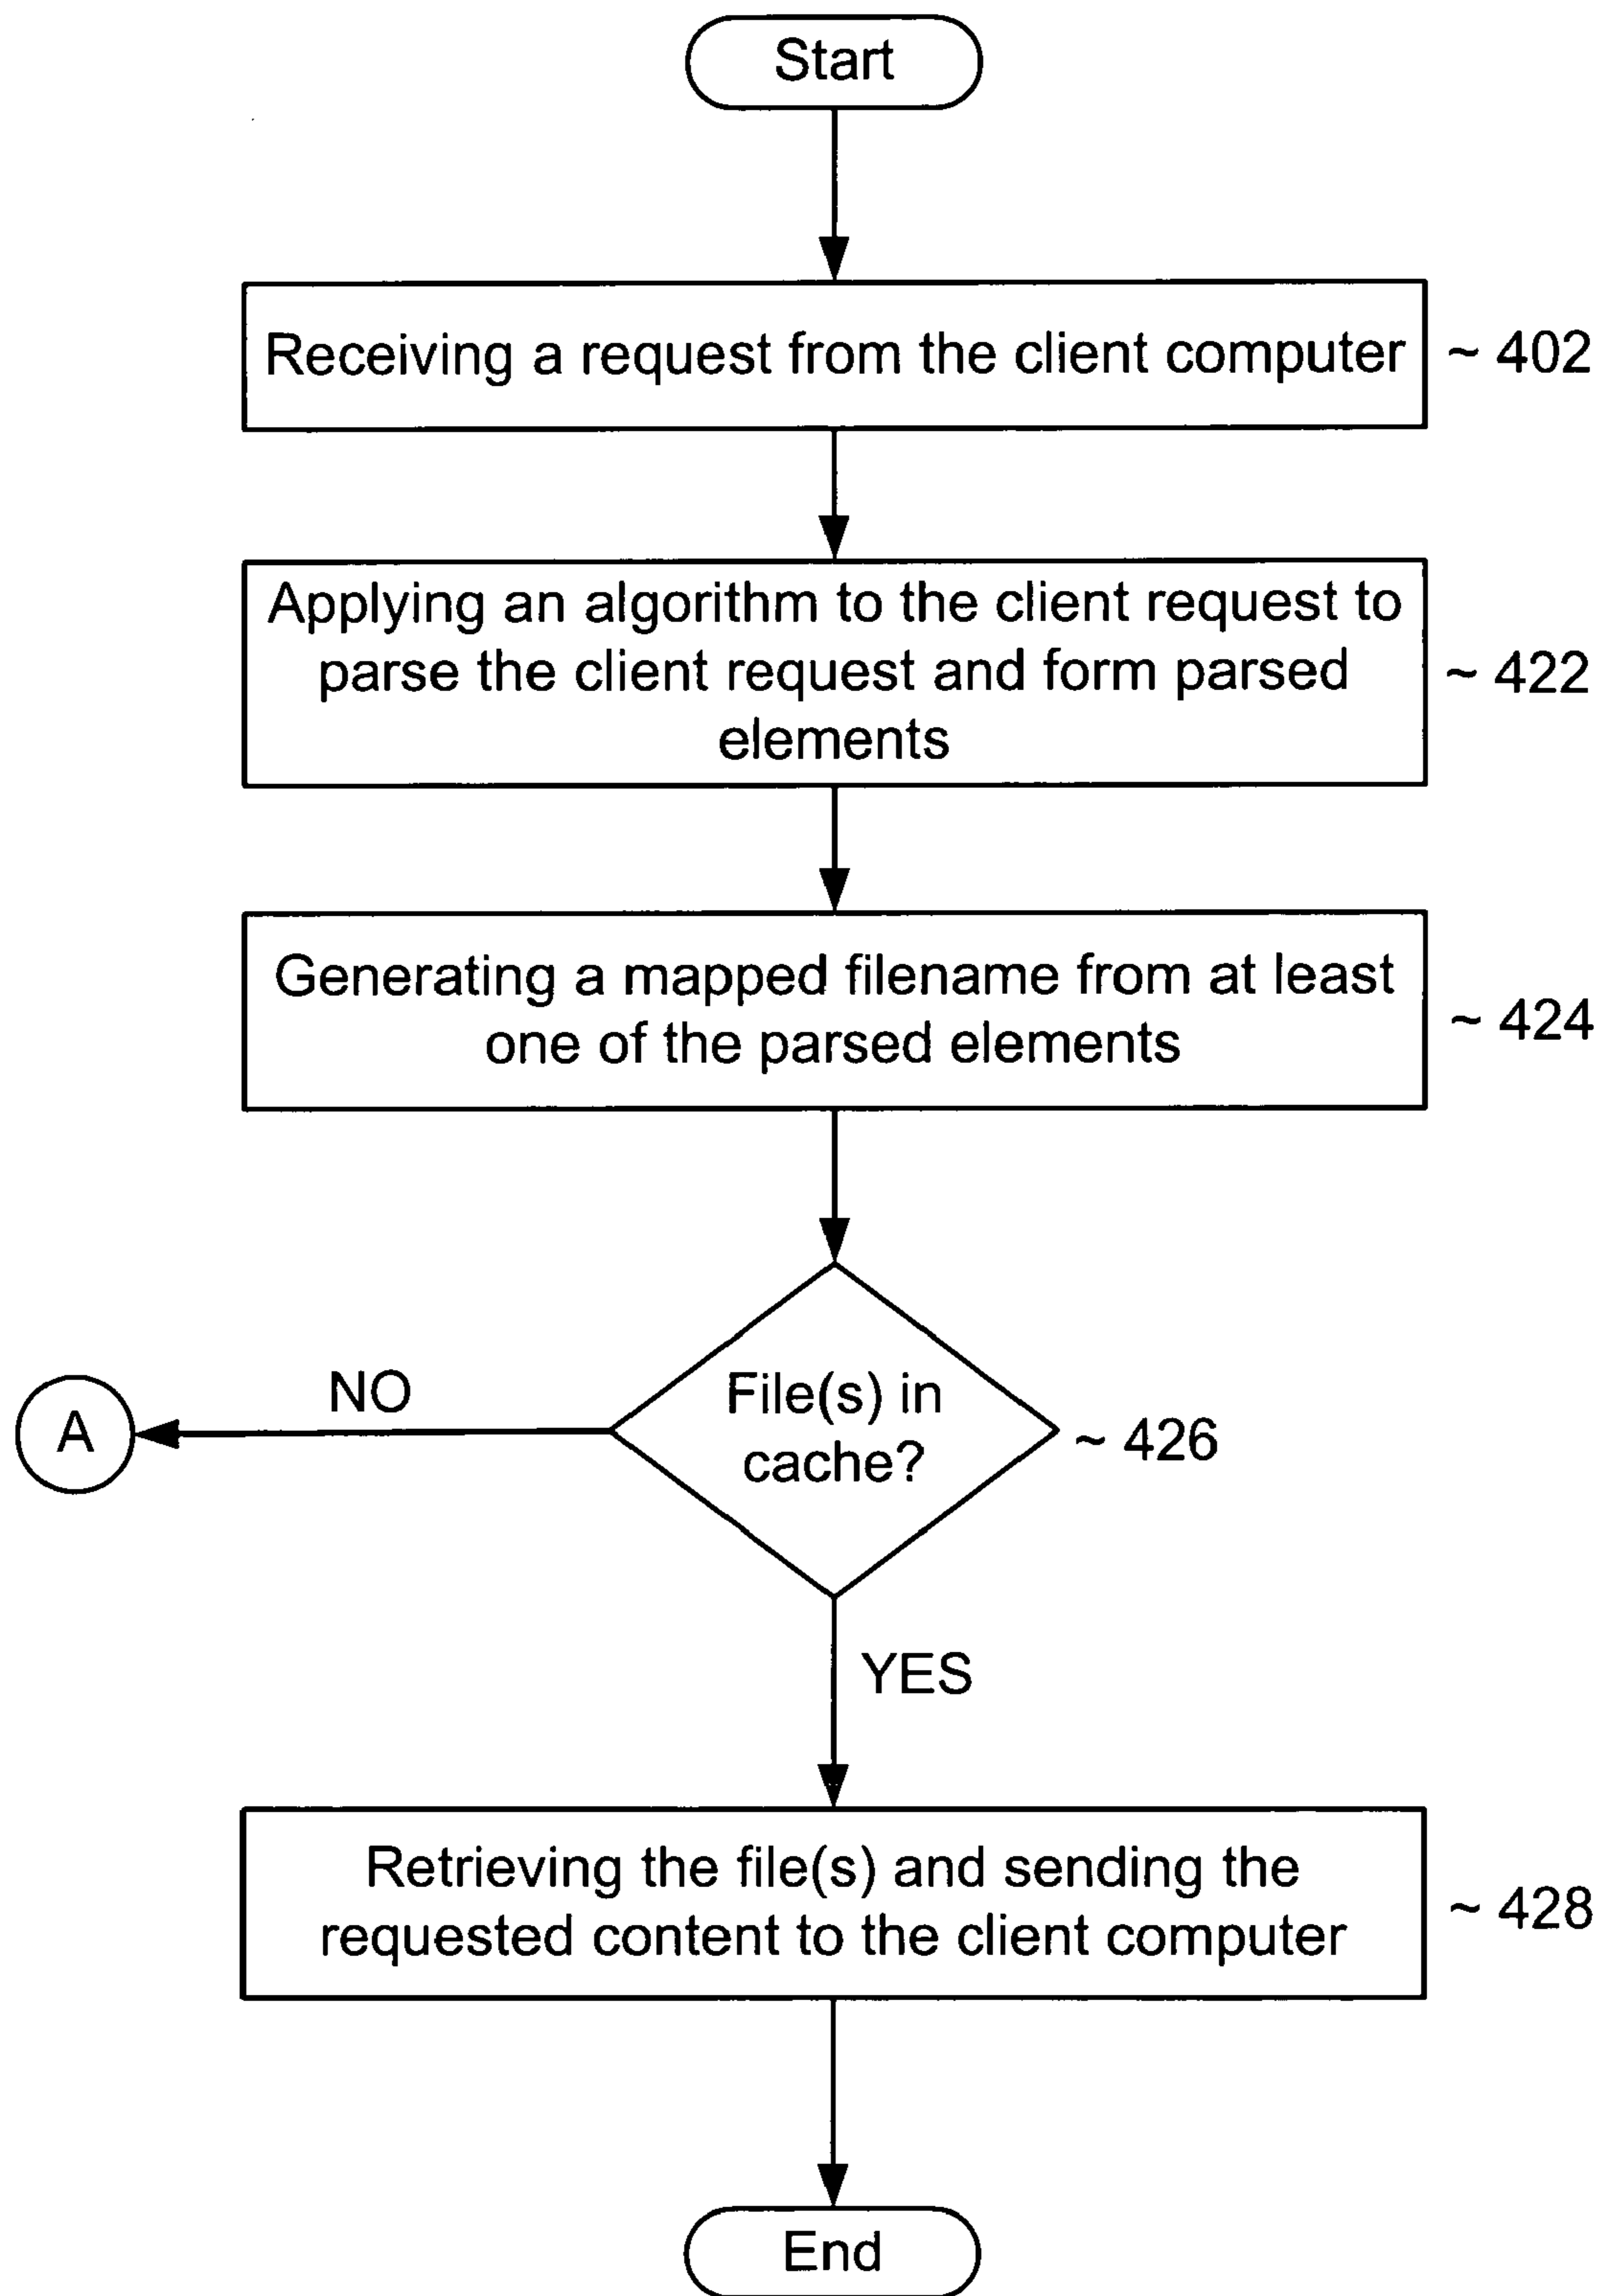 Start
Receiving a request from the client computer
~ 402
Applying an algorithm to the client request to
parse the client request and form parsed
elements
~ 422
Generating a mapped filename from at least
one of the parsed elements
~ 424
File(s) in
cache?
~ 426
NO
A
YES
Retrieving the file(s) and sending the
requested content to the client computer
~ 428
End